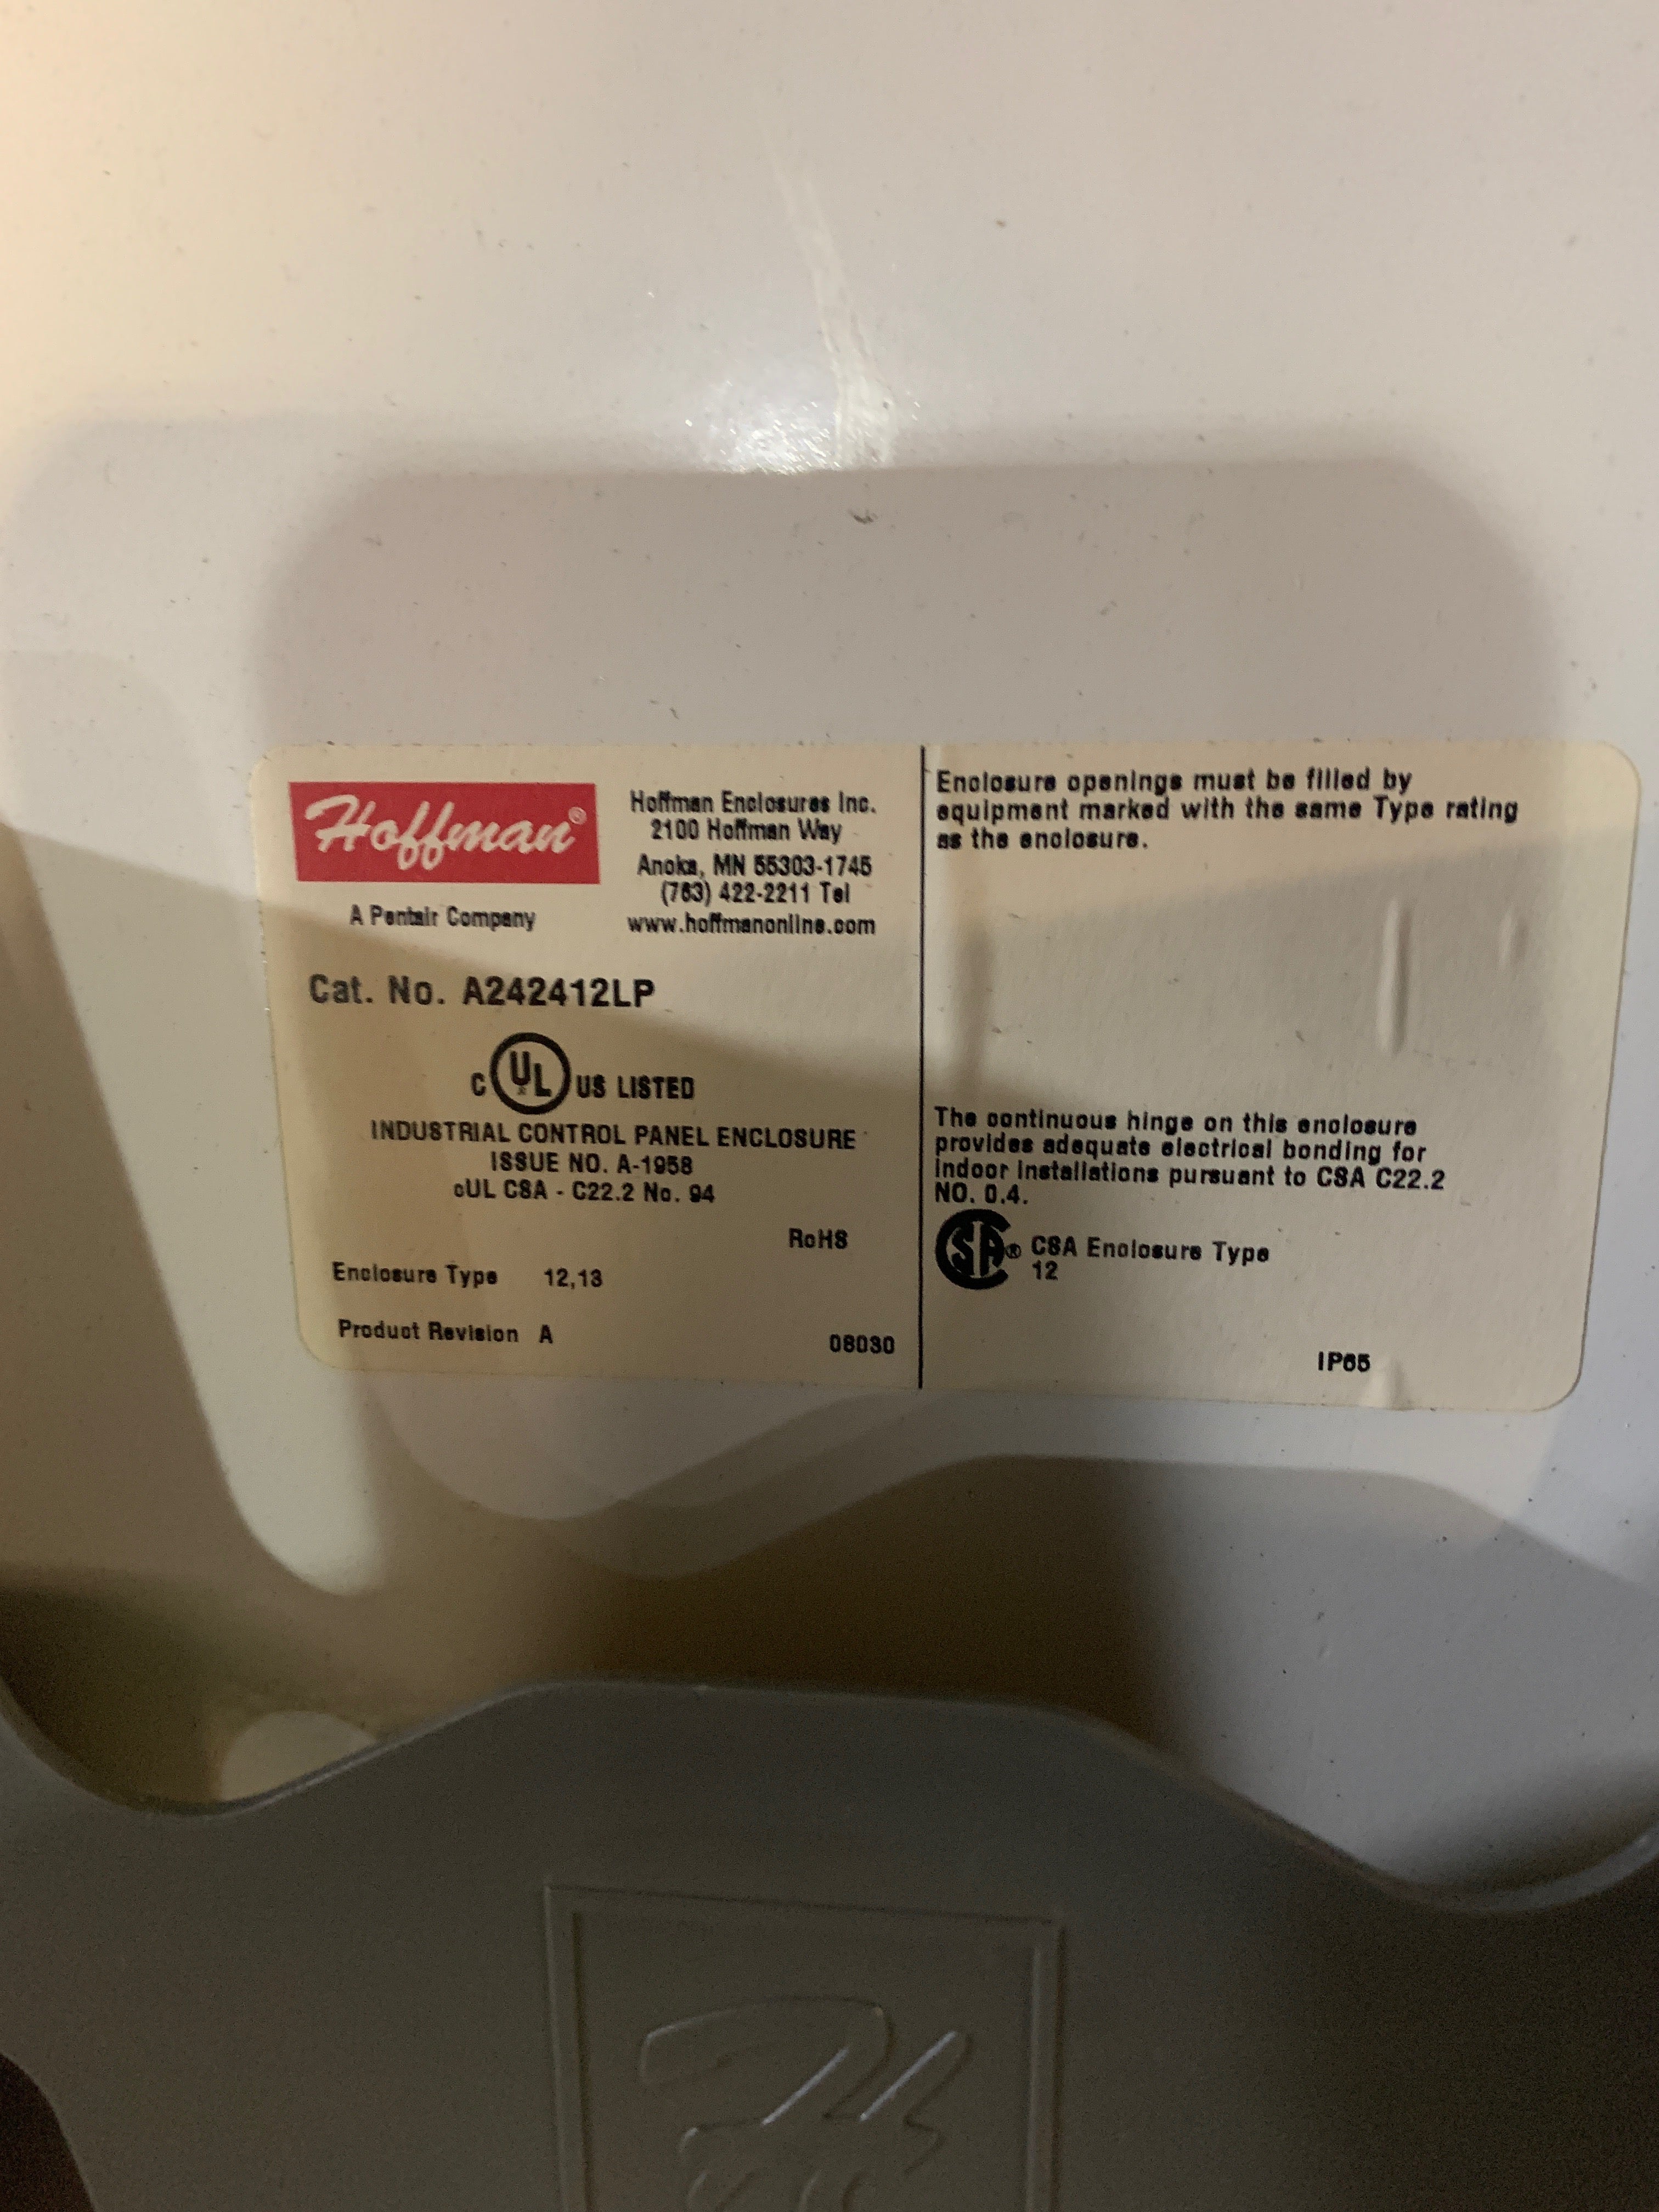 Hoffman®
A Pentair Company
Hoffman Enclosures Inc.
2100 Hoffman Way
Anoka, MN 55303-1745
(763) 422-2211 Tel
www.hoffmanonline.com
Cat. No. A242412LP
C UL US LISTED
INDUSTRIAL CONTROL PANEL ENCLOSURE
ISSUE NO. A-1958
cUL CSA - C22.2 No. 94
RoHS
Enclosure Type 12,13
Product Revision A
08030
Enclosure openings must be filled by
equipment marked with the same Type rating
as the enclosure.
The continuous hinge on this enclosure
provides adequate electrical bonding for
indoor installations pursuant to CSA C22.2
NO. 0.4.
CSA® CSA Enclosure Type
12
IP65